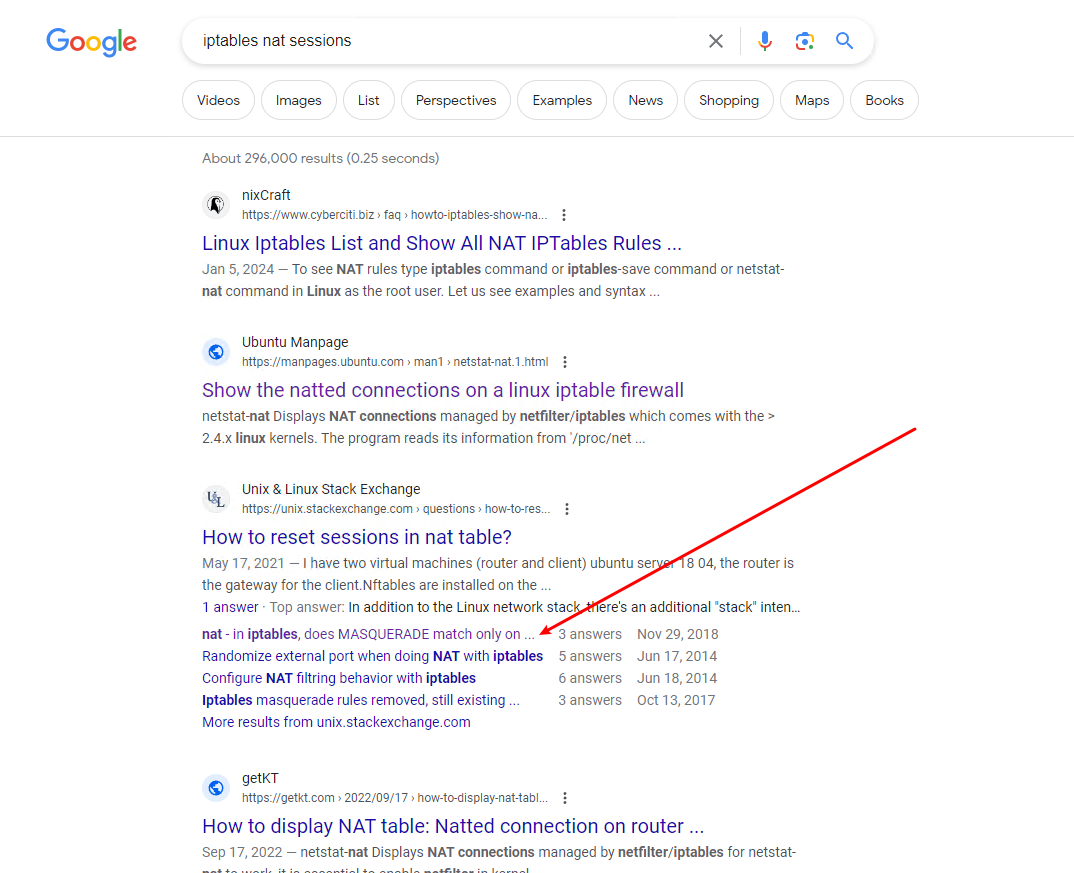 Google
iptables nat sessions
Videos
Images
List
Perspectives
Examples
News
Shopping
Maps
Books
About 296,000 results (0.25 seconds)
nixCraft
https://www.cyberciti.biz › faq › howto-iptables-show-na...
Linux Iptables List and Show All NAT IPTables Rules ...
Jan 5, 2024 — To see NAT rules type iptables command or iptables-save command or netstat-
nat command in Linux as the root user. Let us see examples and syntax ...
Ubuntu Manpage
https://manpages.ubuntu.com › man1 › netstat-nat.1.html
Show the natted connections on a linux iptable firewall
netstat-nat Displays NAT connections managed by netfilter/iptables which comes with the >
2.4.x linux kernels. The program reads its information from '/proc/net ...
UL
Unix & Linux Stack Exchange
https://unix.stackexchange.com › questions › how-to-res...
How to reset sessions in nat table?
May 17, 2021 — I have two virtual machines (router and client) ubuntu server 18 04, the router is
the gateway for the client.Nftables are installed on the ...
1 answer · Top answer: In addition to the Linux network stack, there's an additional "stack" inten...
nat - in iptables, does MASQUERADE match only on ... 3 answers Nov 29, 2018
Randomize external port when doing NAT with iptables 5 answers Jun 17, 2014
Configure NAT filtring behavior with iptables 6 answers Jun 18, 2014
Iptables masquerade rules removed, still existing ... 3 answers Oct 13, 2017
More results from unix.stackexchange.com
getKT
https://getkt.com › 2022/09/17 › how-to-display-nat-tabl...
How to display NAT table: Natted connection on router ...
Sep 17, 2022 — netstat-nat Displays NAT connections managed by netfilter/iptables for netstat-
nat to work, it is essential to enable netfilter in kernel